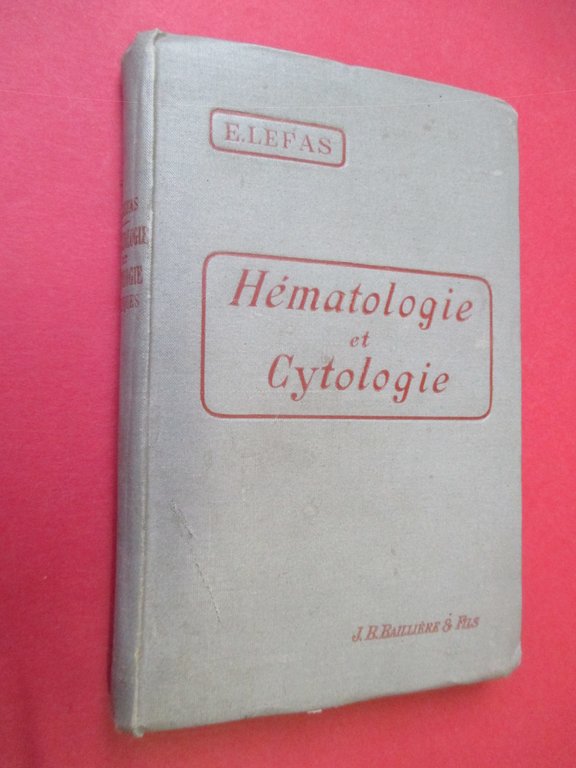 E. LEFAS
Hématologie
et
Cytologie
J. B. BAILLIÈRE & FILS